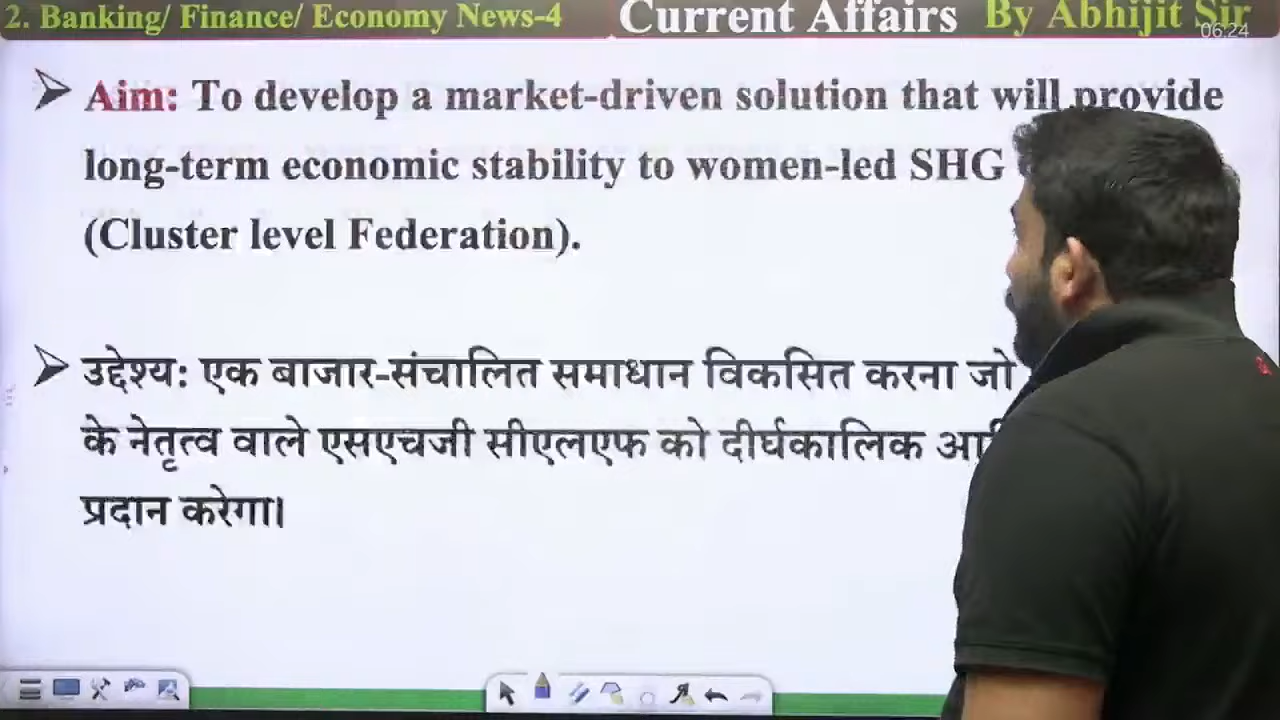 2. Banking/ Finance/ Economy News-4
Current Affairs
By Abhijit Sir
06:24
➤ Aim: To develop a market-driven solution that will provide
long-term economic stability to women-led SHG
(Cluster level Federation).
➤ उद्देश्य: एक बाजार-संचालित समाधान विकसित करना जो
के नेतृत्व वाले एसएचजी सीएलएफ को दीर्घकालिक
प्रदान करेगा।